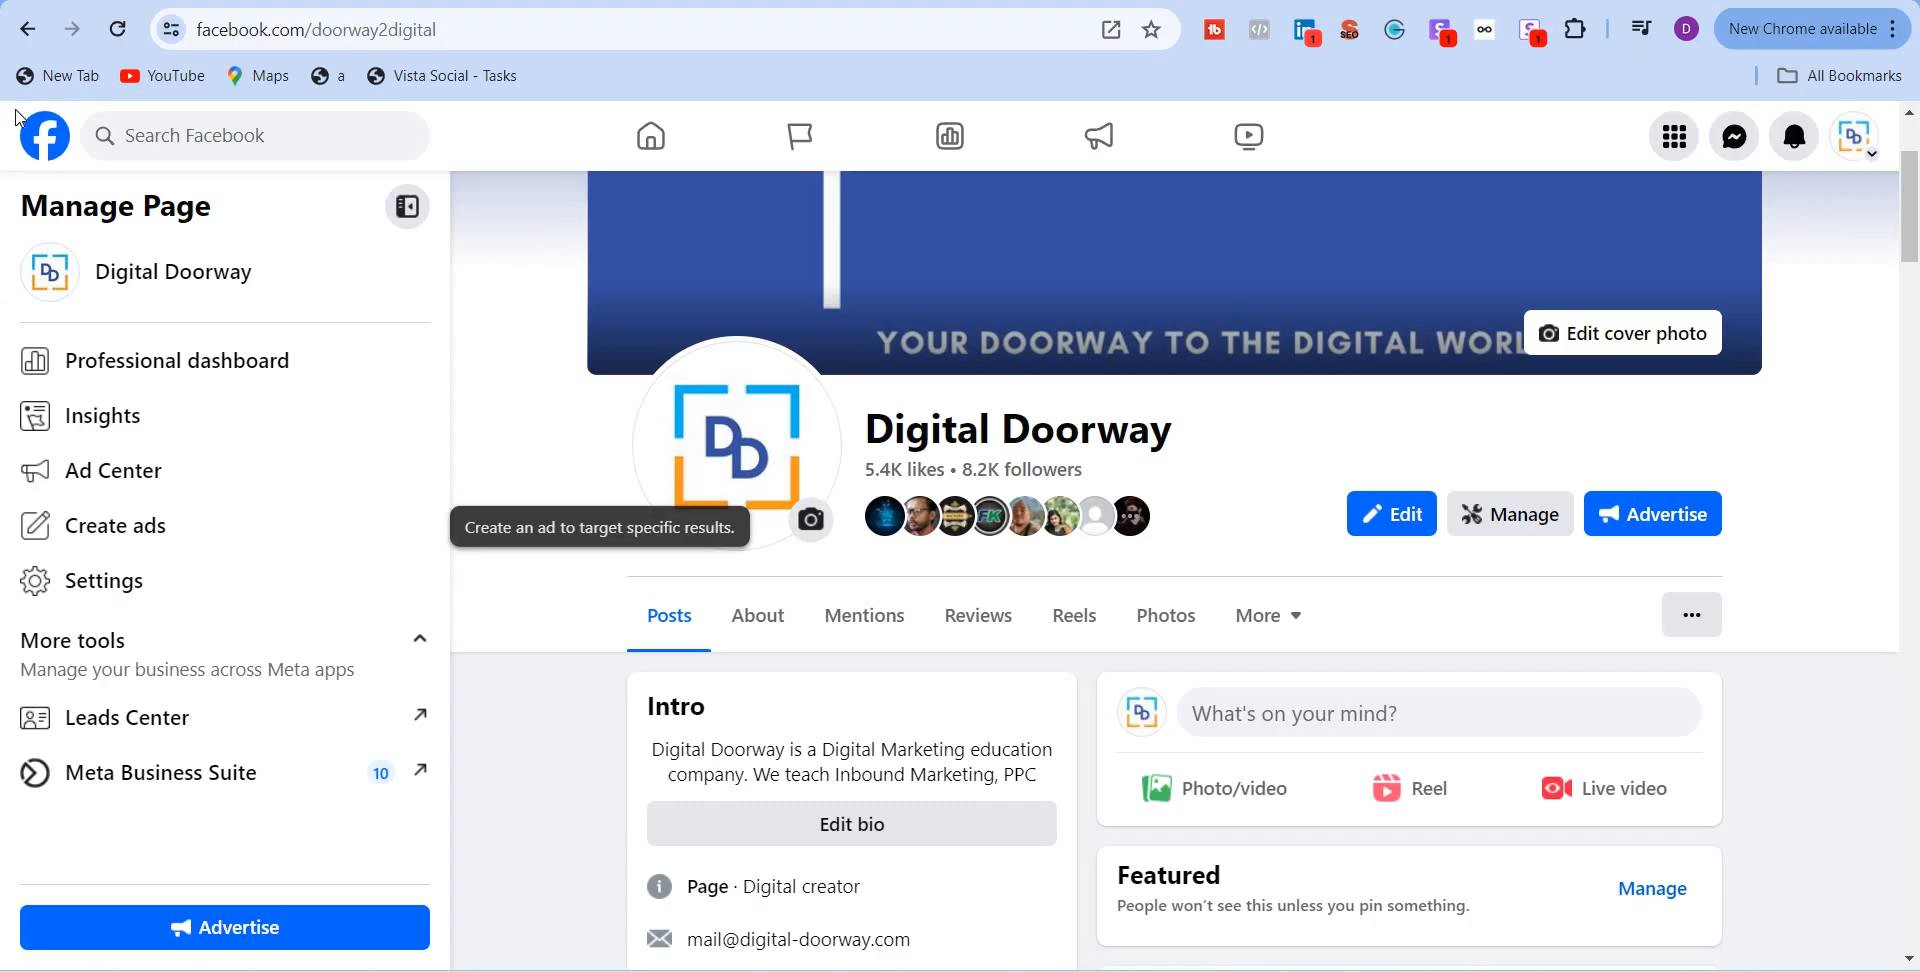 facebook.com/doorway2digital
1
1
1
D
New Chrome available
New Tab
YouTube
Maps
a
Vista Social - Tasks
All Bookmarks
Search Facebook
Manage Page
Digital Doorway
Professional dashboard
Insights
Ad Center
Create ads
Settings
More tools
Manage your business across Meta apps
Leads Center
Meta Business Suite 10
Advertise
YOUR DOORWAY TO THE DIGITAL WORL
Edit cover photo
DD
Digital Doorway
5.4K likes • 8.2K followers
Create an ad to target specific results.
Edit
Manage
Advertise
Posts
About
Mentions
Reviews
Reels
Photos
More
Intro
Digital Doorway is a Digital Marketing education
company. We teach Inbound Marketing, PPC
Edit bio
Page · Digital creator
mail@digital-doorway.com
What's on your mind?
Photo/video
Reel
Live video
Featured
People won't see this unless you pin something.
Manage